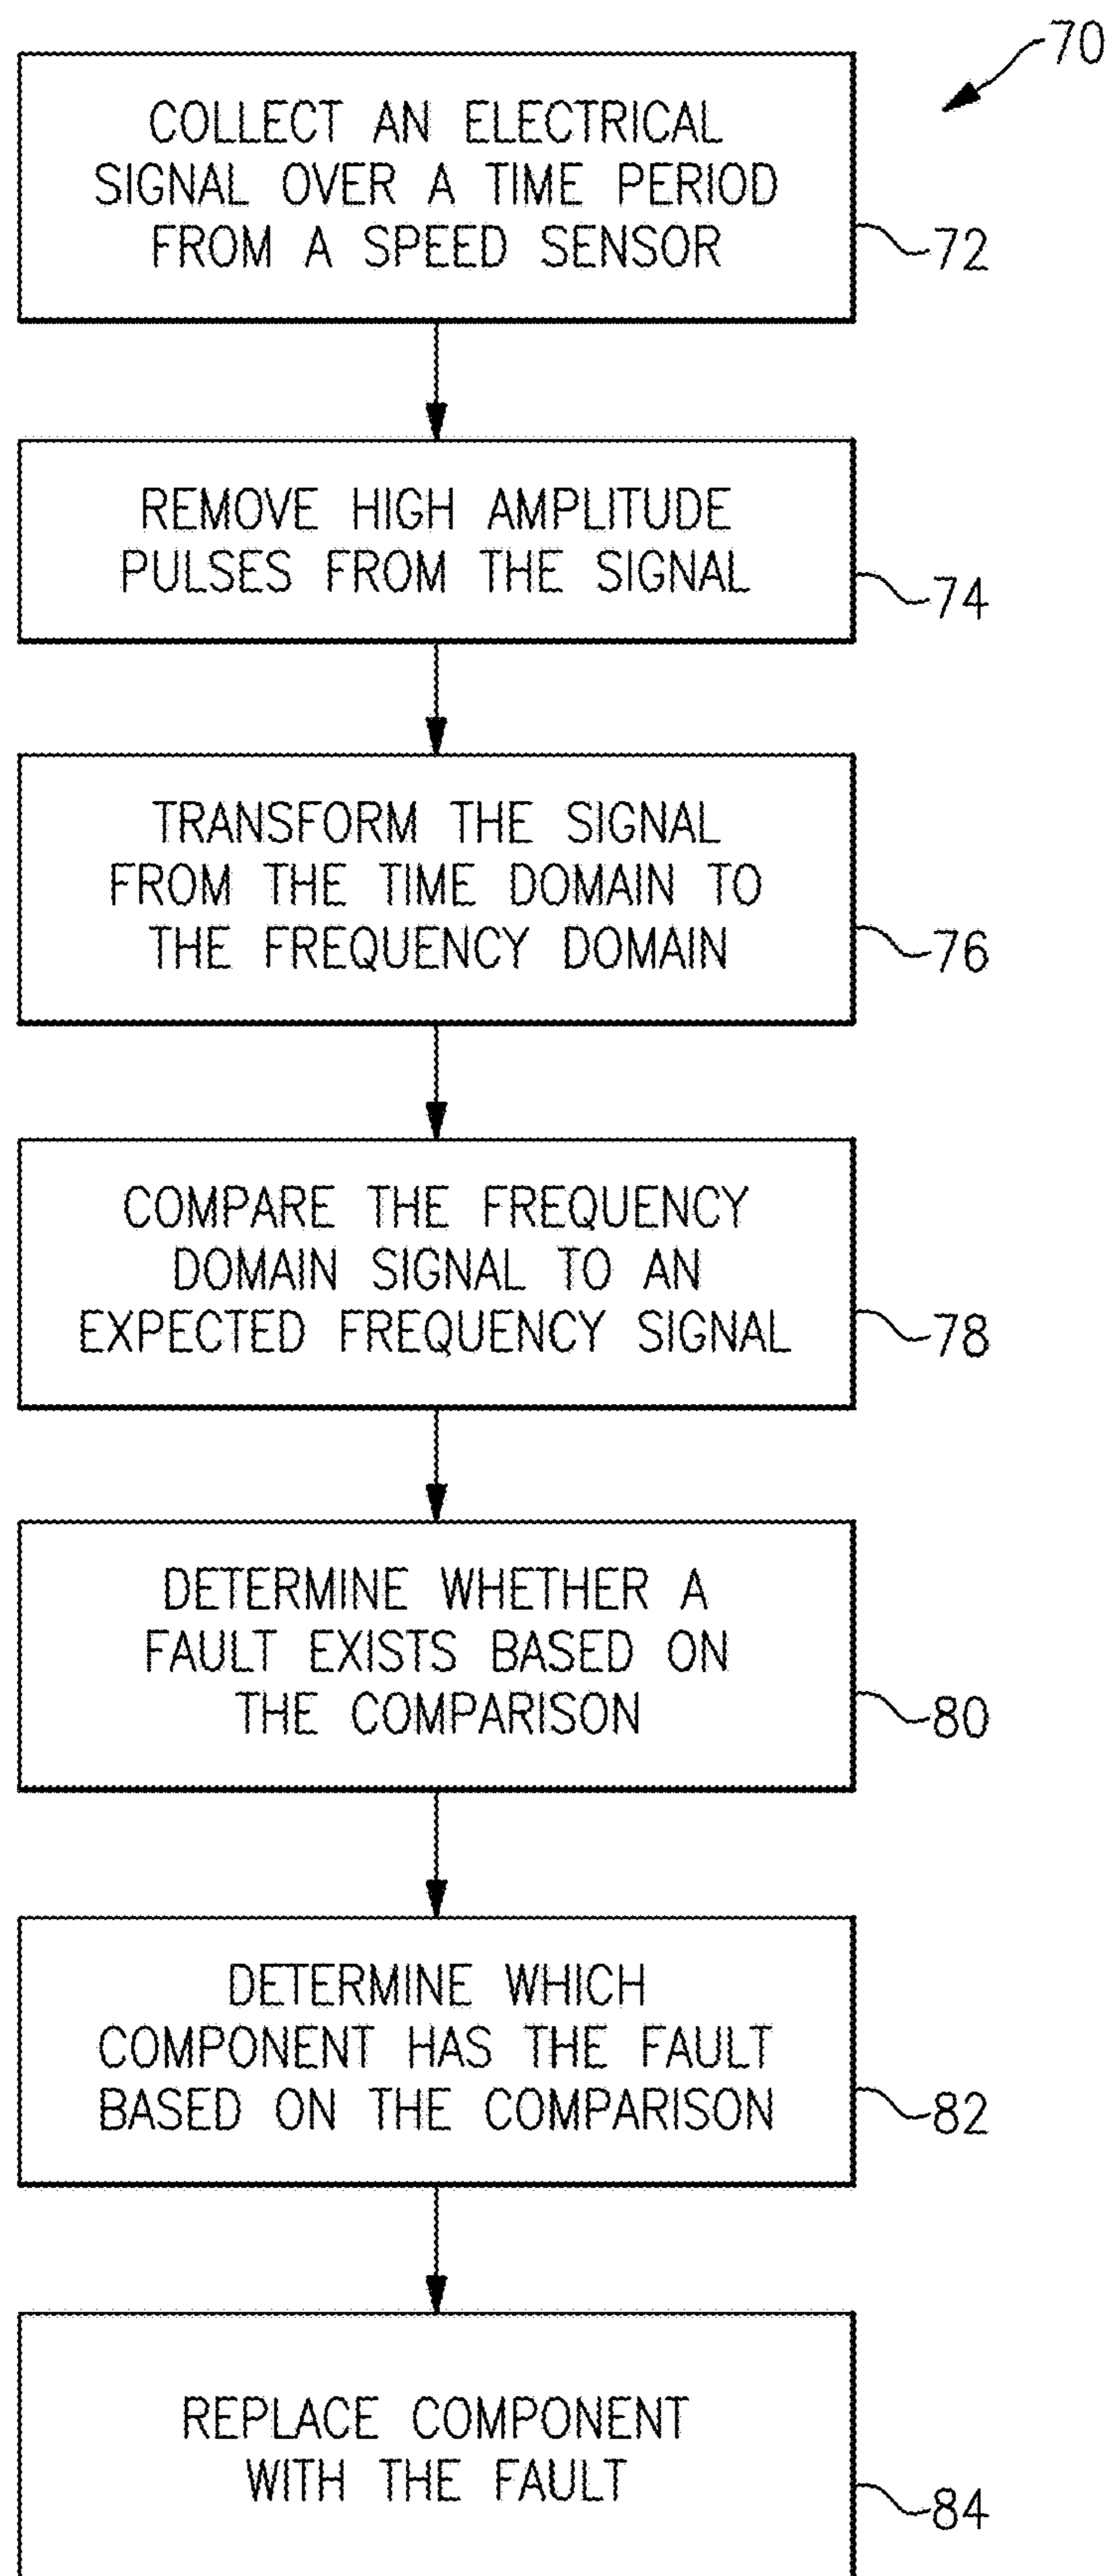 70
COLLECT AN ELECTRICAL
SIGNAL OVER A TIME PERIOD
FROM A SPEED SENSOR
72
REMOVE HIGH AMPLITUDE
PULSES FROM THE SIGNAL
74
TRANSFORM THE SIGNAL
FROM THE TIME DOMAIN TO
THE FREQUENCY DOMAIN
76
COMPARE THE FREQUENCY
DOMAIN SIGNAL TO AN
EXPECTED FREQUENCY SIGNAL
78
DETERMINE WHETHER A
FAULT EXISTS BASED ON
THE COMPARISON
80
DETERMINE WHICH
COMPONENT HAS THE FAULT
BASED ON THE COMPARISON
82
REPLACE COMPONENT
WITH THE FAULT
84